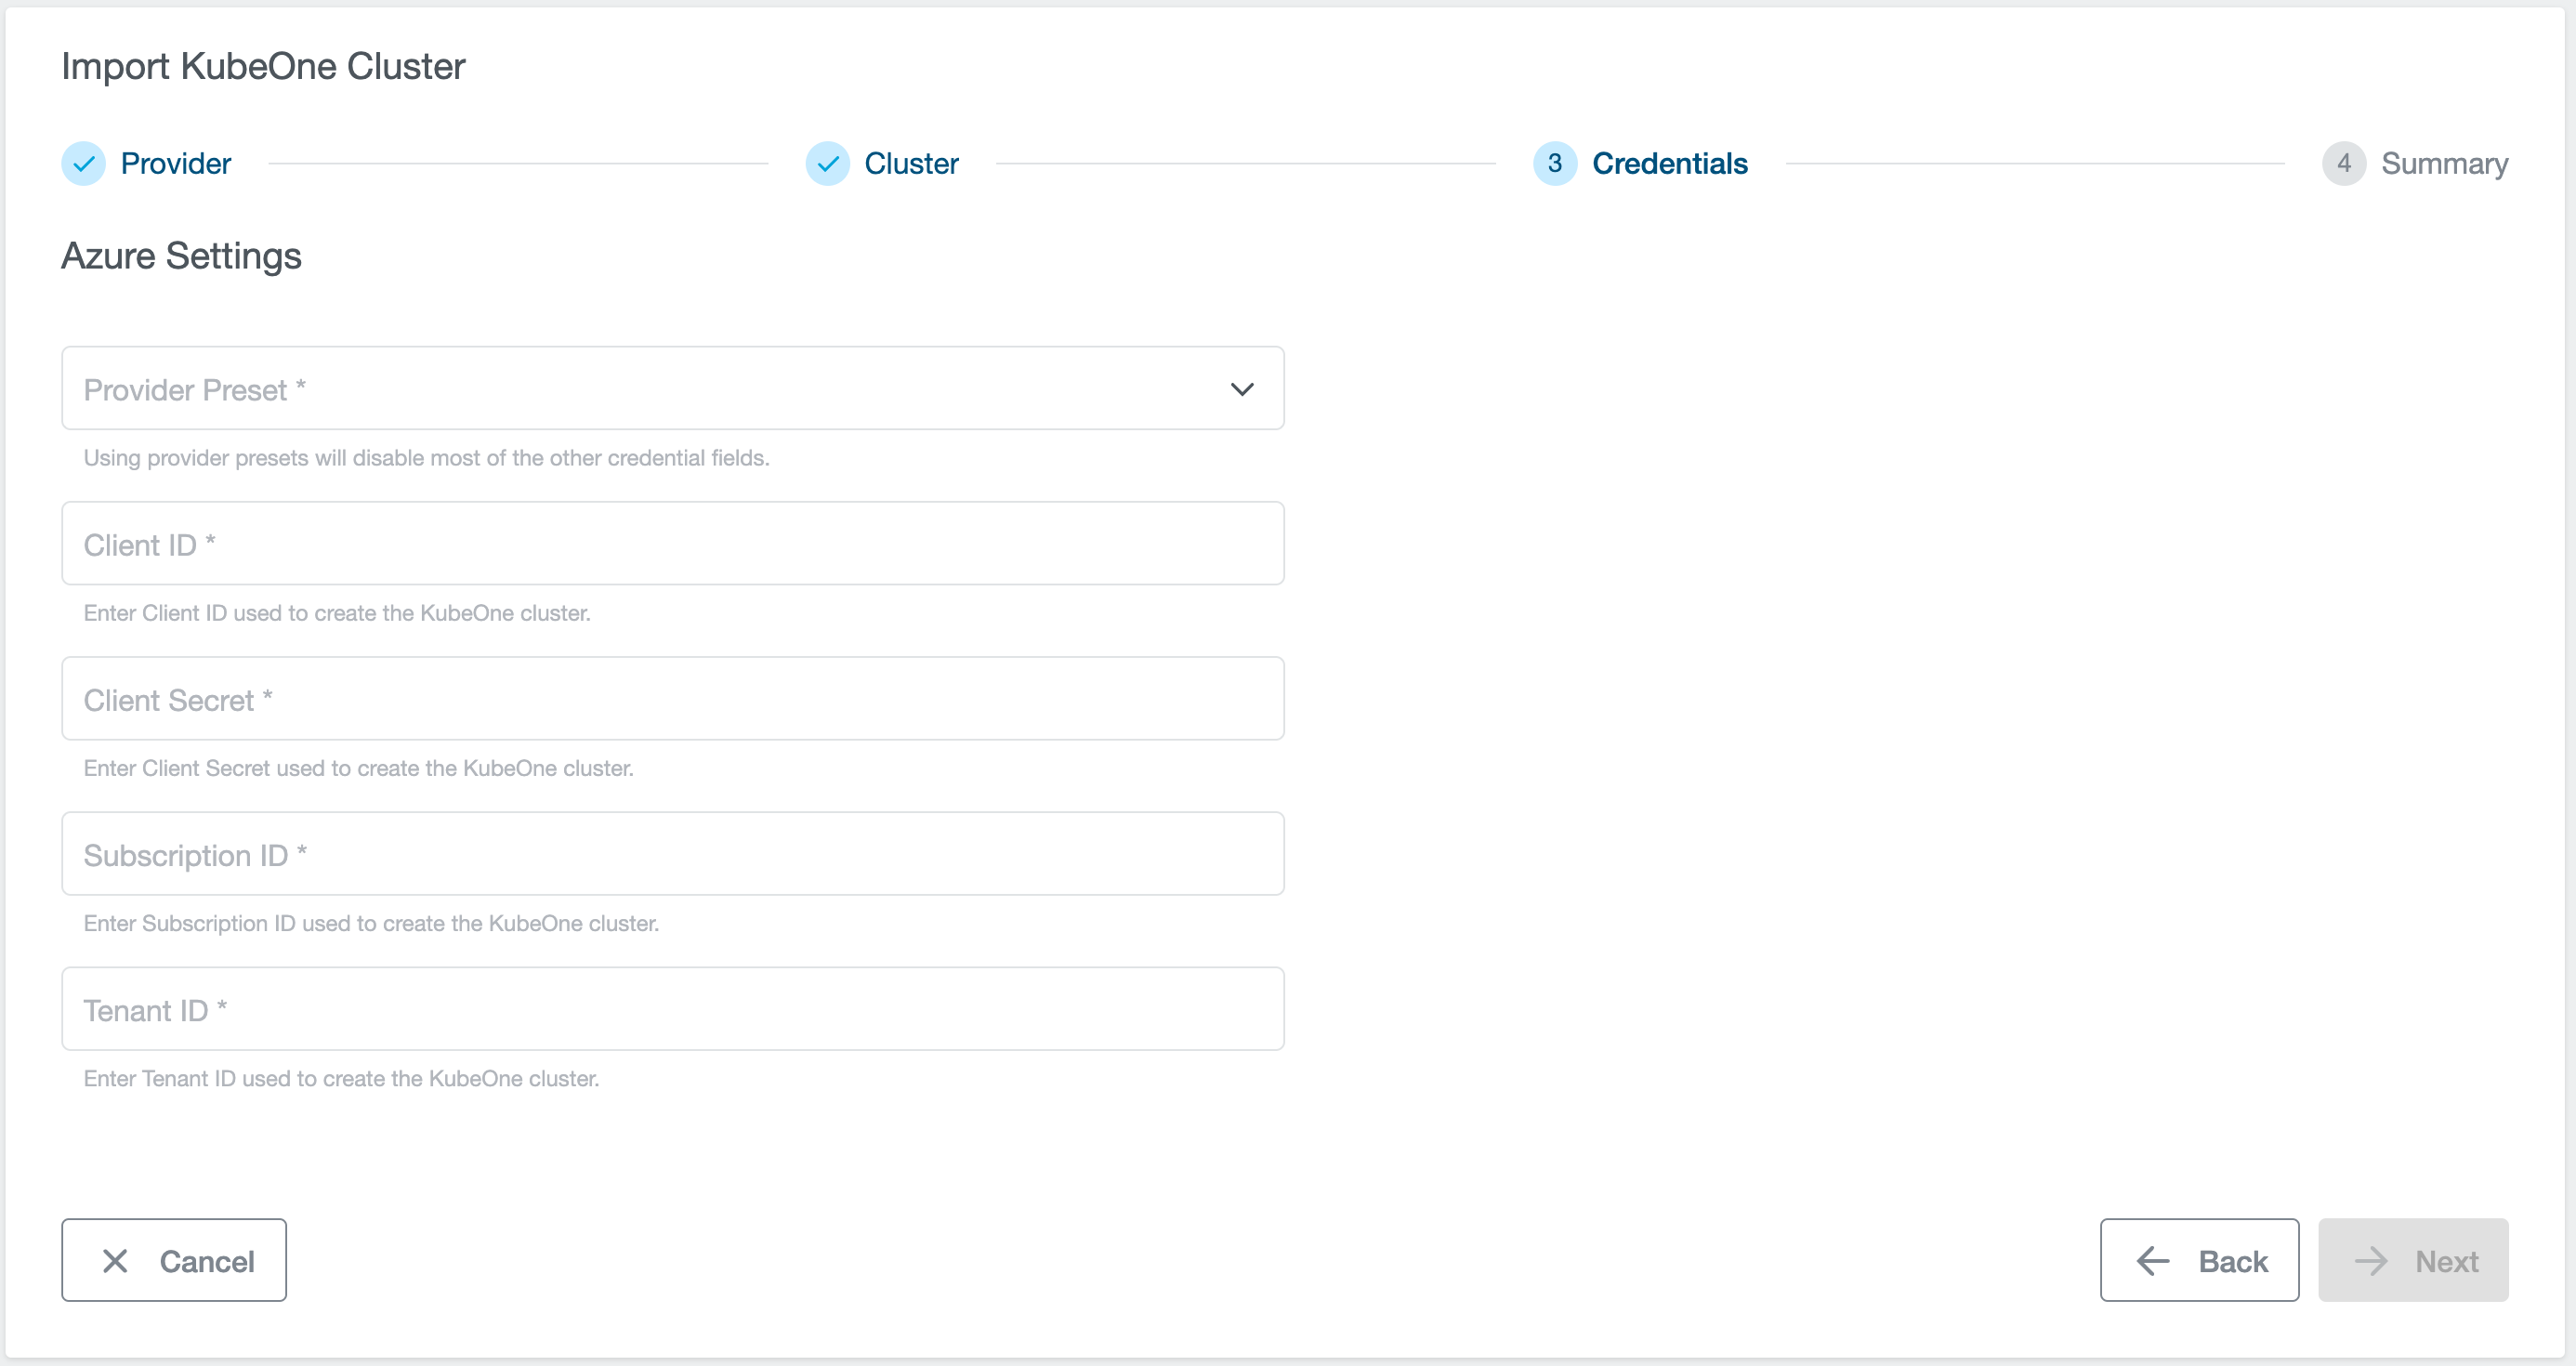 Import KubeOne Cluster
Provider Cluster 3 Credentials 4 Summary
Azure Settings
Provider Preset *
Using provider presets will disable most of the other credential fields.
Client ID *
Enter Client ID used to create the KubeOne cluster.
Client Secret *
Enter Client Secret used to create the KubeOne cluster.
Subscription ID *
Enter Subscription ID used to create the KubeOne cluster.
Tenant ID *
Enter Tenant ID used to create the KubeOne cluster.
Cancel Back Next